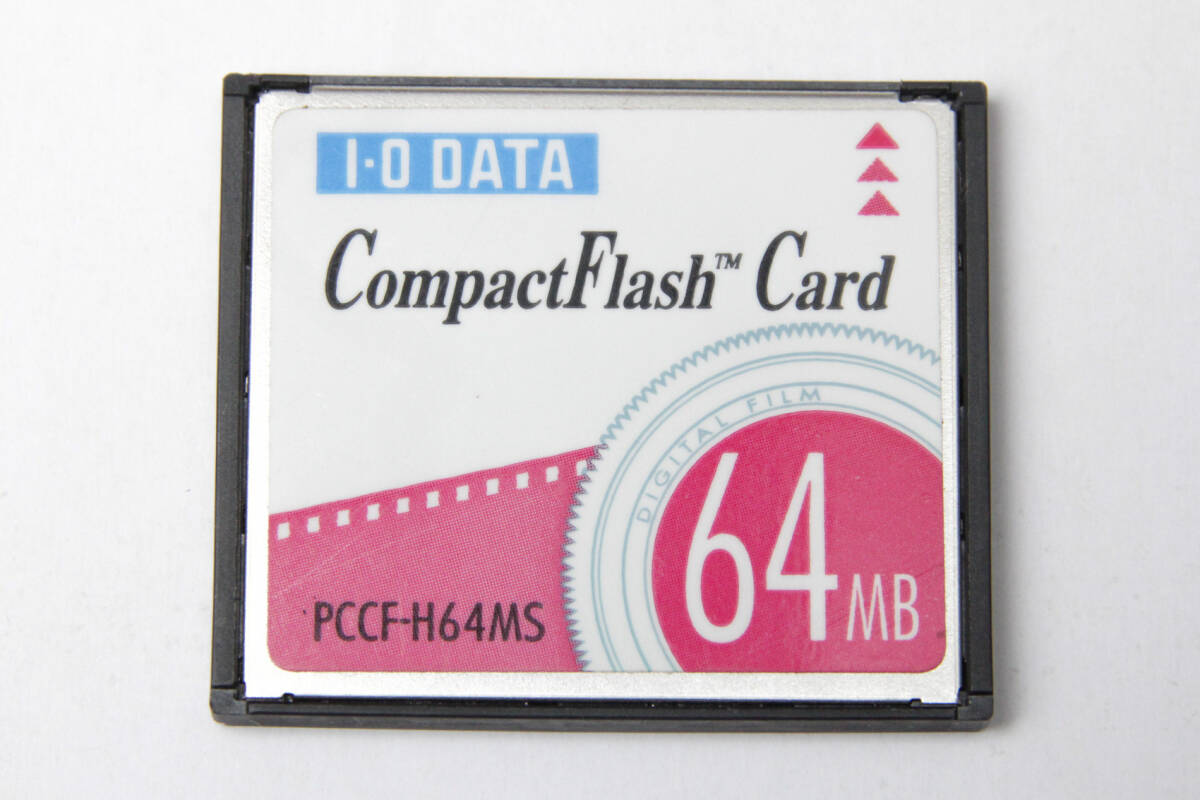 I·O DATA
CompactFlash™ Card
DIGITAL FILM
64MB
PCCF-H64MS